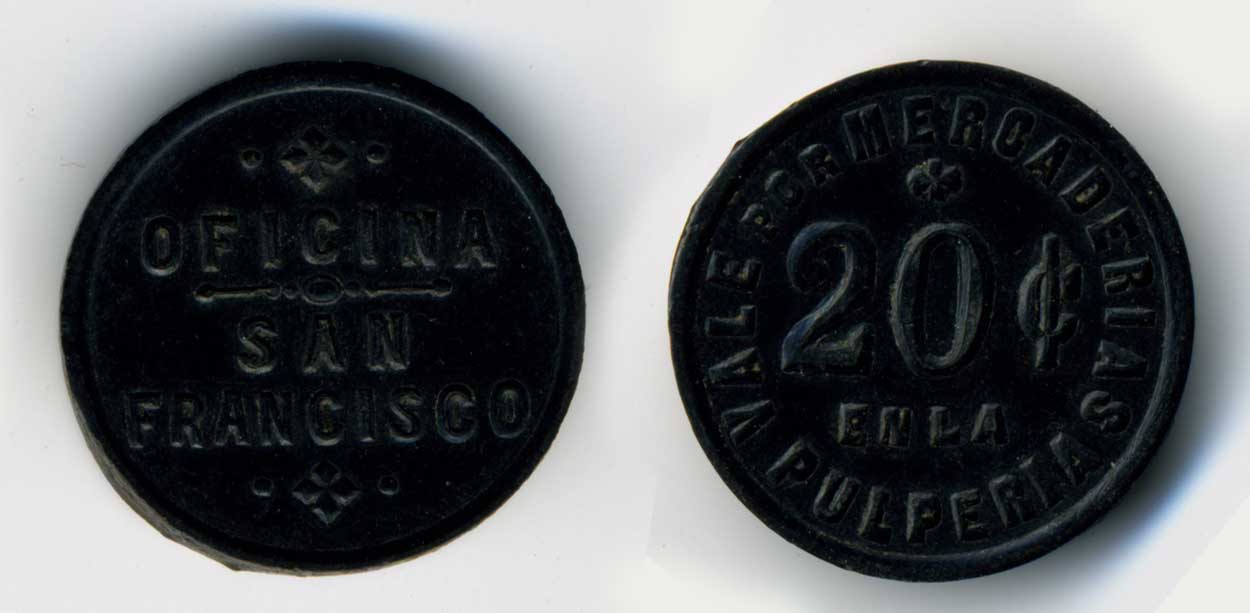 OFICINA
SAN
FRANCISCO
VALE POR MERCADERIAS
20 ¢
EN LA
PULPERIAS